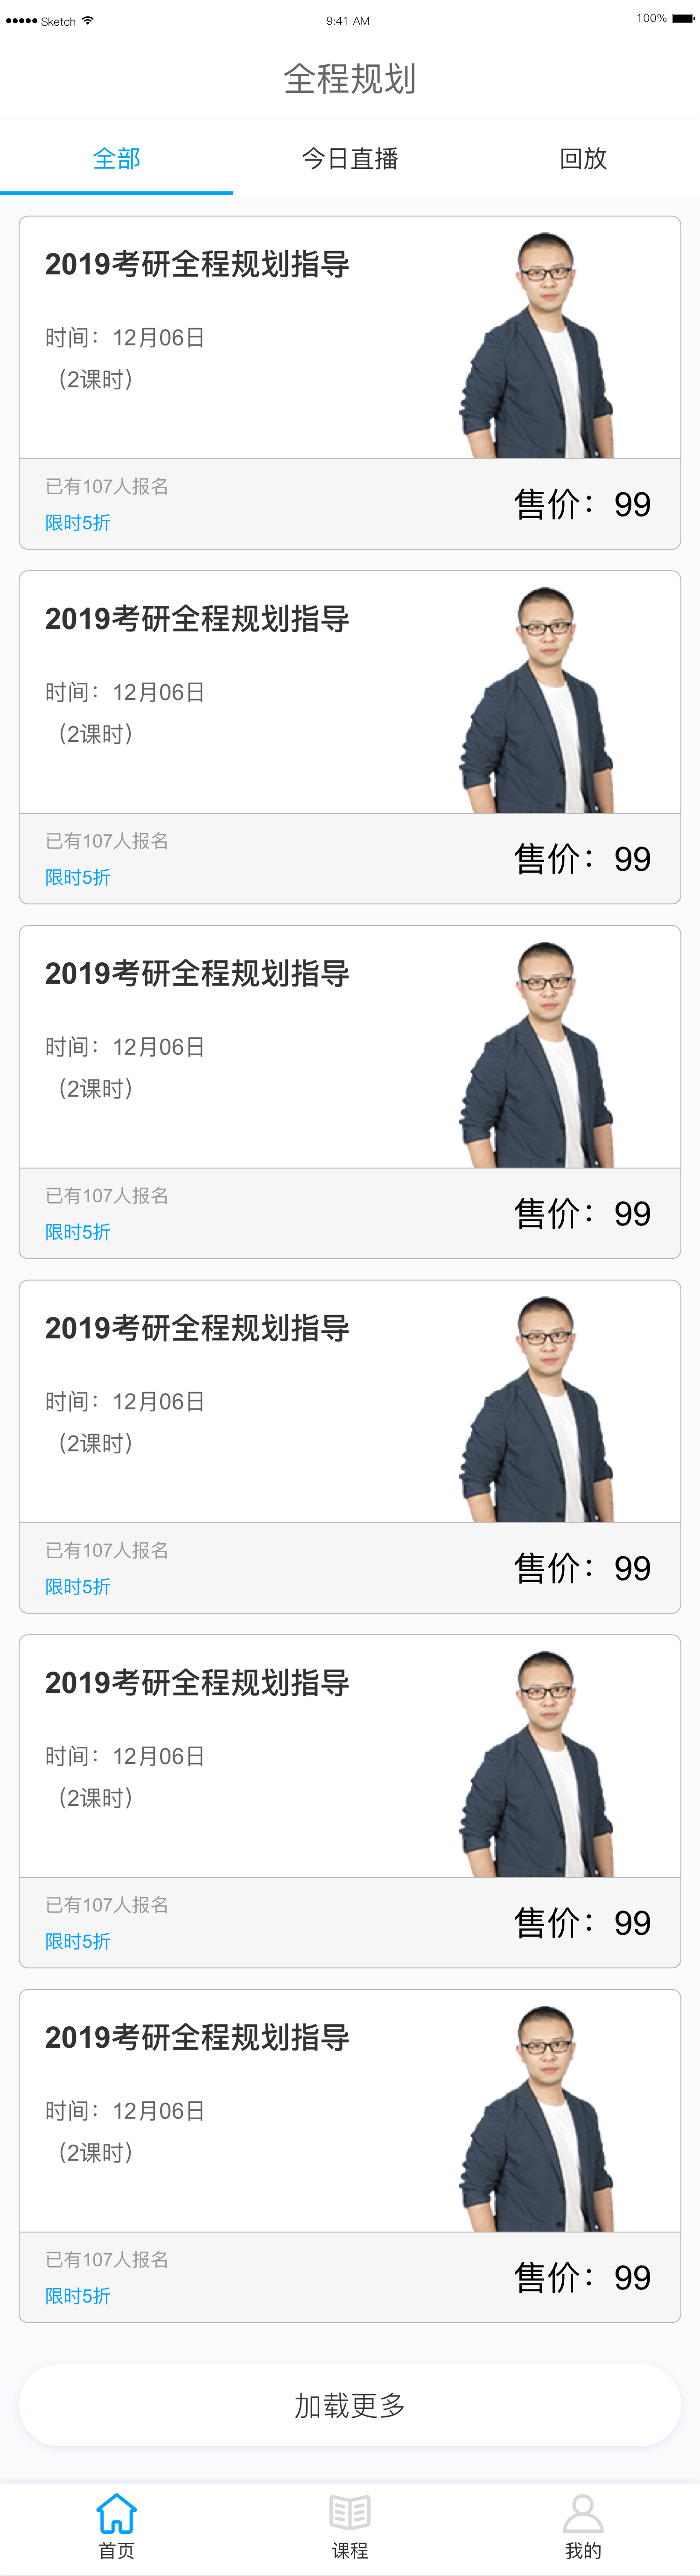 Sketch 9:41 AM 100%
全程规划
全部 今日直播 回放
2019考研全程规划指导
时间：12月06日
（2课时）
已有107人报名
限时5折
售价：99
2019考研全程规划指导
时间：12月06日
（2课时）
已有107人报名
限时5折
售价：99
2019考研全程规划指导
时间：12月06日
（2课时）
已有107人报名
限时5折
售价：99
2019考研全程规划指导
时间：12月06日
（2课时）
已有107人报名
限时5折
售价：99
2019考研全程规划指导
时间：12月06日
（2课时）
已有107人报名
限时5折
售价：99
2019考研全程规划指导
时间：12月06日
（2课时）
已有107人报名
限时5折
售价：99
加载更多
首页 课程 我的